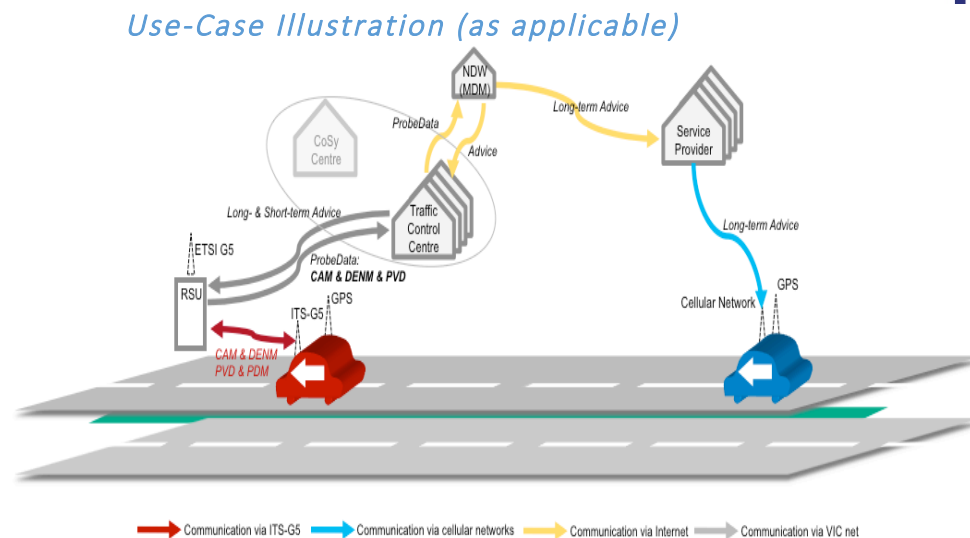 Use-Case Illustration (as applicable)
NDW
(MDM)
Long-term Advice
ProbeData
Advice
CoSy
Centre
Service
Provider
Long- & Short-term Advice
Traffic
Control
Centre
Long-term Advice
ETSI G5
ProbeData:
CAM & DENM & PVD
RSU
GPS
ITS-G5
GPS
Cellular Network
CAM & DENM
PVD & PDM
Communication via ITS-G5
Communication via cellular networks
Communication via Internet
Communication via VIC net